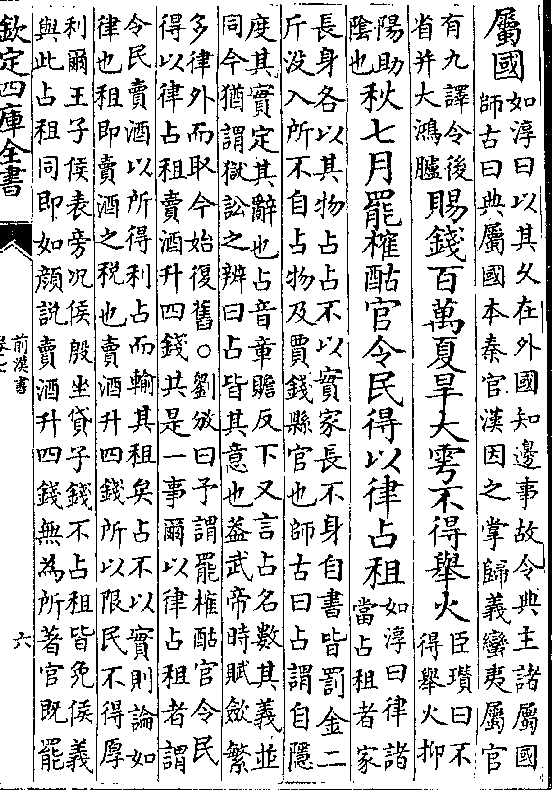 屬國
如淳曰以其久在外國知邊事故令典主諸屬國
師古曰典屬國本秦官漢因之掌歸義蠻夷屬官
有九譯令後
省并大鴻臚
賜錢百萬夏旱大雩不得舉火
臣瓚曰不
得舉火抑
陽助
陰也
秋七月罷榷酤官令民得以律占租
如淳曰律諸
當占租者家
長身各以其物占占不以實家長不身自書皆罰金二
斤没入所不自占物及賈錢縣官也師古曰占謂自隱
度其實定其辭也占音章贍反下又言占名數其義並
同今猶謂獄訟之辨曰占皆其意也葢武帝時賦斂繁
多律外而取今始復舊○劉攽曰予謂罷榷酤官令民
得以律占租賣酒升四錢共是一事爾以律占租者謂
令民賣酒以所得利占而輸其租矣占不以實則論如
律也租即賣酒之税也賣酒升四錢所以限民不得厚
利爾王子侯表旁况侯殷坐貸子錢不占租皆免侯義
與此占租同即如顔説賣酒升四錢無為所著官既罷
欽定四庫全書
前漢書
卷七
六